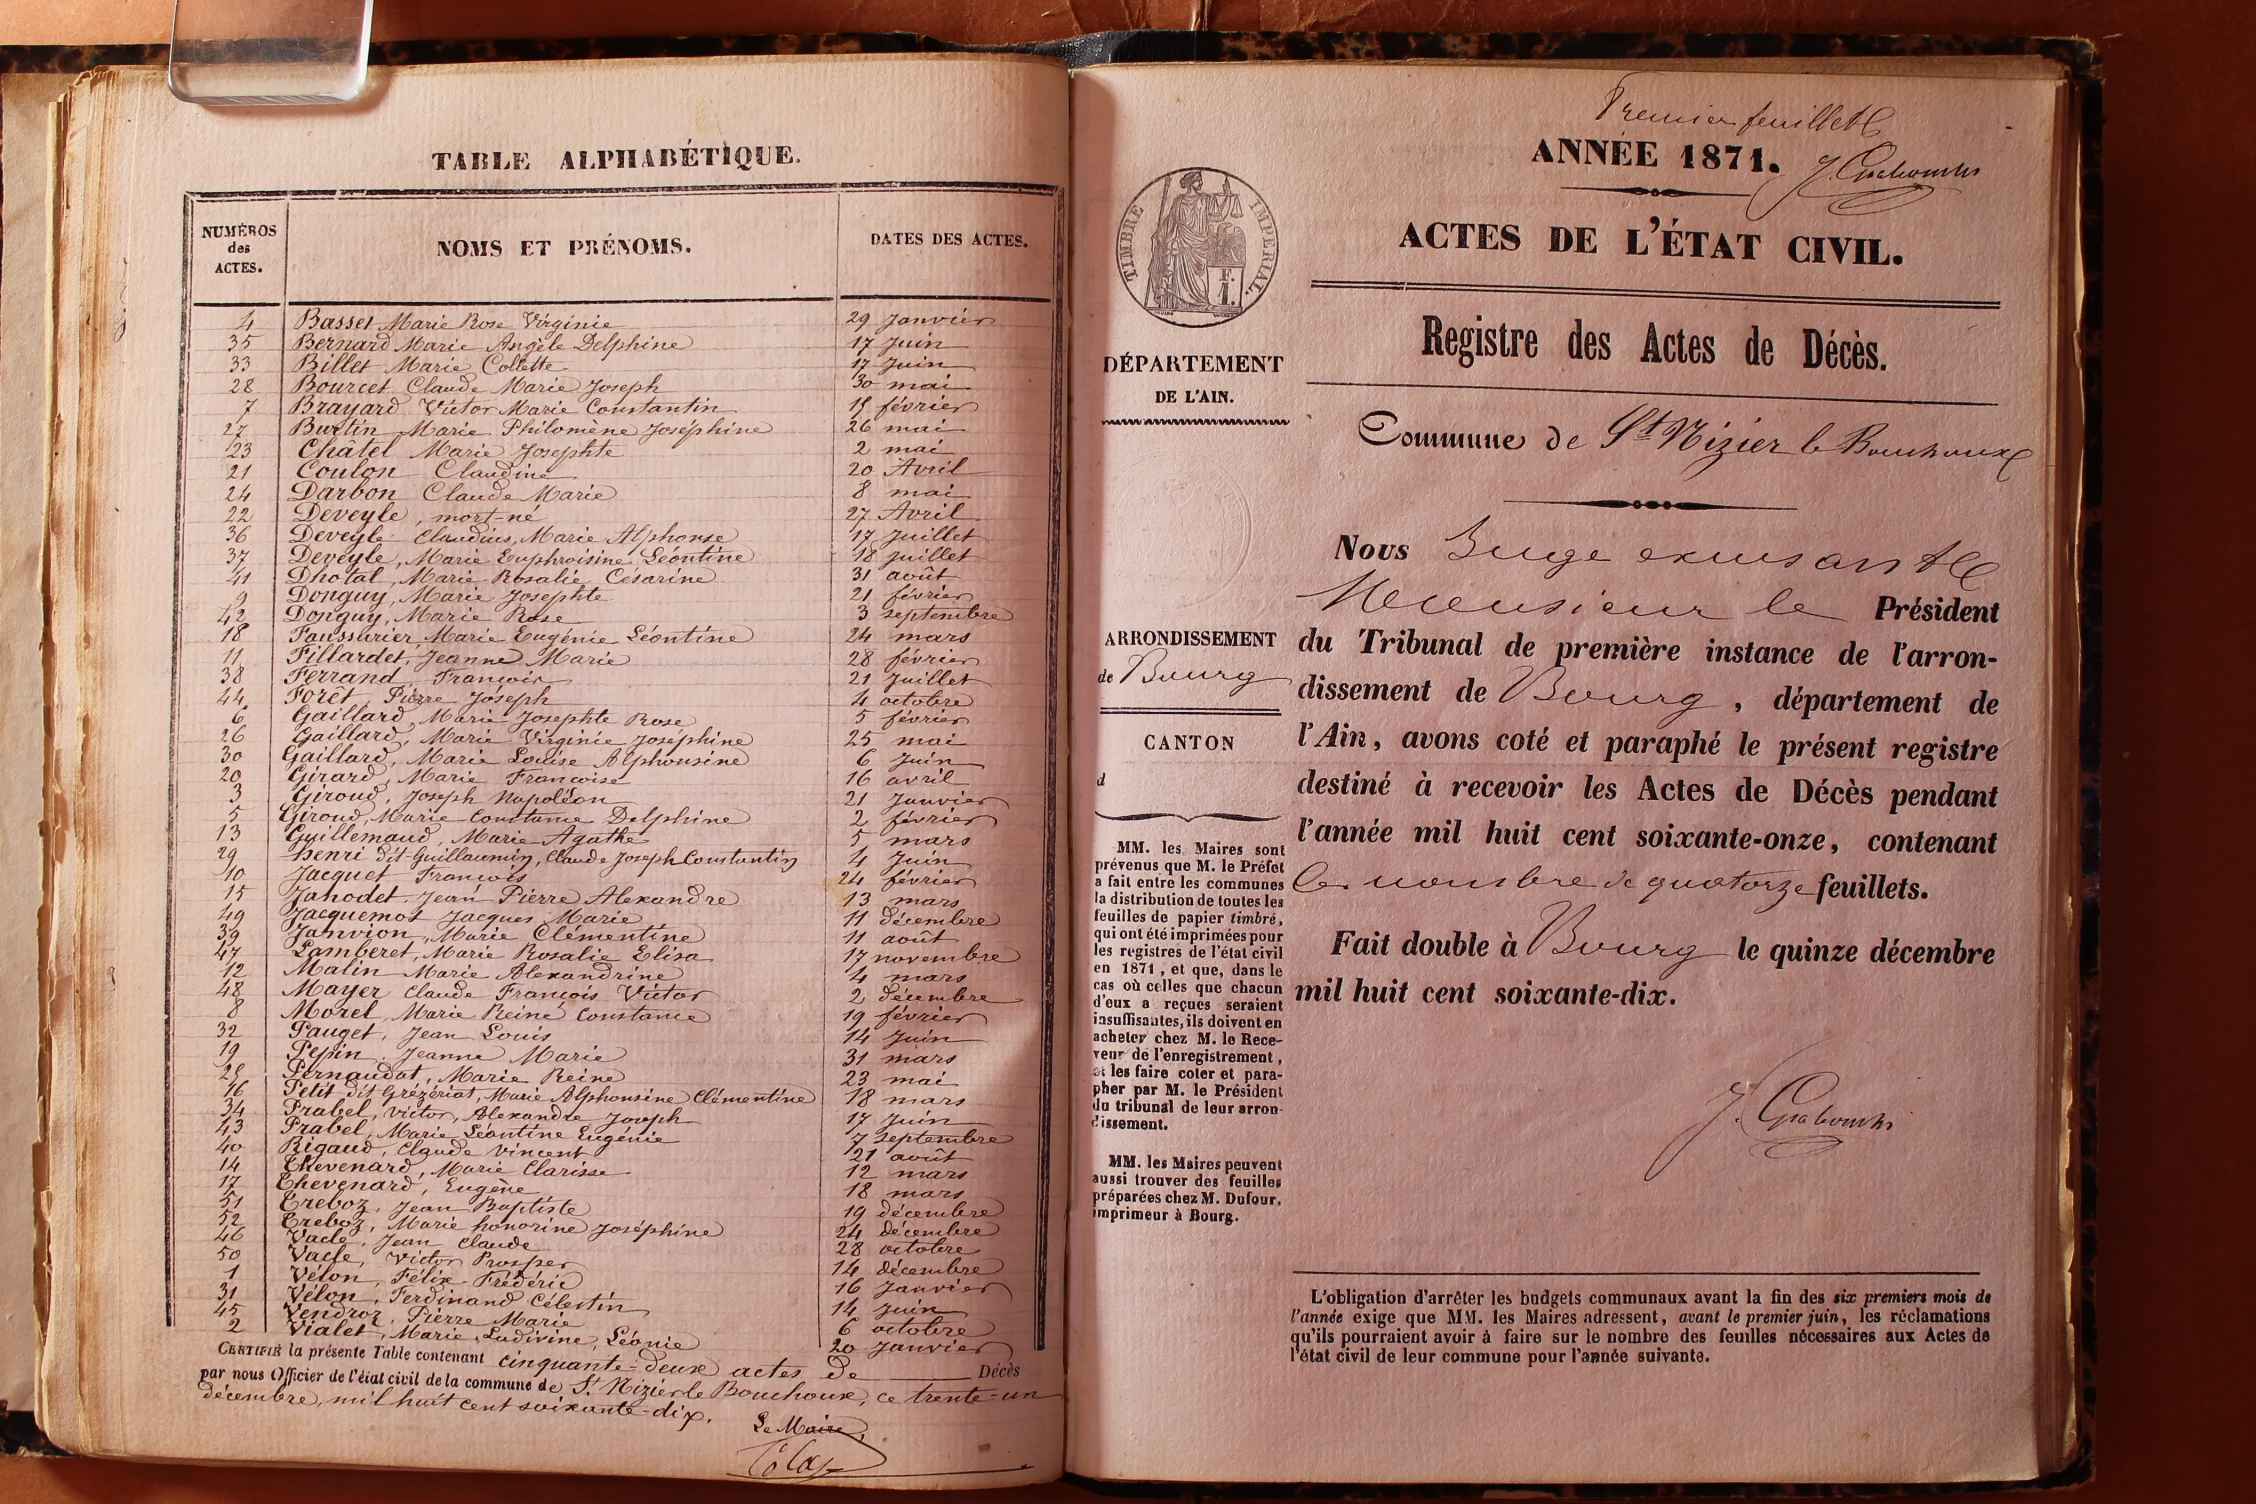 TABLE ALPHABÉTIQUE.
NUMÉROS des ACTES. NOMS ET PRÉNOMS. DATES DES ACTES.
4 Basset Marie Rose Virginie 29 Janvier
35 Bernard Marie Angèle Delphine 17 Juin
33 Billet Marie Collette 17 Juin
28 Bourcet Claude Marie Joseph 30 mai
7 Brayard Victor Marie Constantin 15 février
27 Burtin Marie Philomène Joséphine 26 mai
23 Châtel Marie Josephte 2 mai
21 Coulon Claudine 20 Avril
24 Darbon Claude Marie 8 mai
22 Deveyle, mort-né 27 Avril
36 Deveyle Claudius, Marie Alphonse 17 Juillet
37 Deveyle, Marie Euphroisine Léontine 18 Juillet
41 Dhotal, Marie Rosalie Césarine 31 août
9 Donguy, Marie Josephte 21 février
42 Donguy, Marie Rose 3 septembre
18 Faussurier Marie Eugénie Léontine 24 mars
11 Fillardet, Jeanne Marie 28 février
38 Ferrand, François 21 Juillet
44 Forêt, Pierre Joseph 4 octobre
6 Gaillard, Marie Josephte Rose 5 février
26 Gaillard, Marie Virginie Joséphine 25 mai
30 Gaillard, Marie Louise Alphonsine 6 Juin
20 Girard, Marie Françoise 16 avril
3 Giroud, Joseph Napoléon 21 Janvier
5 Giroud, Marie Constance Delphine 2 février
13 Guillemaud, Marie Agathe 5 mars
29 Henri dit Guillaumin, Claude Joseph Constantin 4 Juin
10 Jacquet François 24 février
15 Jahodet Jean Pierre Alexandre 13 mars
49 Jacquemot Jacques Marie 11 décembre
39 Janvion, Marie Clémentine 11 août
47 Lamberet, Marie Rosalie Elisa 17 novembre
12 Malin Marie Alexandrine 4 mars
48 Mayer Claude François Victor 2 décembre
8 Morel, Marie Reine Constance 19 février
32 Pauget, Jean Louis 14 Juin
19 Pepin, Jeanne Marie 31 mars
25 Pernaudat, Marie Reine 23 mai
16 Petit dit Grézériat, Marie Alphonsine Clémentine 18 mars
34 Prabel, Victor, Alexandre Joseph 17 Juin
43 Prabel, Marie Léontine Eugénie 7 septembre
40 Rigaud, Claude Vincent 21 août
14 Thevenard, Marie Clarisse 12 mars
17 Thevenard, Eugène 18 mars
51 Treboz, Jean Baptiste 19 décembre
52 Treboz, Marie honorine Joséphine 24 décembre
46 Vacle, Jean Claude 28 octobre
50 Vacle, Victor Prosper 14 décembre
1 Vélon, Félix Frédéric 16 Janvier
31 Vélon, Ferdinand Célestin 14 Juin
45 Vendroz, Pierre Marie 6 octobre
2 Vialet, Marie, Ludivine, Léonie 20 Janvier
CERTIFIÉ la présente Table contenant cinquante-deux actes De Décès
par nous Officier de l'état civil de la commune de St Nizier le Bouchoux, ce trente-un
décembre, mil huit cent soixante-dix.
Le Maire,
Premier feuillet
ANNÉE 1871.
ACTES DE L'ÉTAT CIVIL.
Registre des Actes de Décès.
Commune de St Nizier le Bouchoux
TIMBRE IMPERIAL.
F.
1.
DÉPARTEMENT
DE L'AIN.
ARRONDISSEMENT
de Bourg
CANTON
d
MM. les Maires sont
prévenus que M. le Préfet
a fait entre les communes
la distribution de toutes les
feuilles de papier timbré,
qui ont été imprimées pour
les registres de l'état civil
en 1871, et que, dans le
cas où celles que chacun
d'eux a reçues seraient
insuffisantes, ils doivent en
acheter chez M. le Rece-
veur de l'enregistrement,
et les faire coter et para-
pher par M. le Président
du tribunal de leur arron-
dissement.
MM. les Maires peuvent
aussi trouver des feuilles
préparées chez M. Dufour,
imprimeur à Bourg.
Nous Juge
Monsieur le Président
du Tribunal de première instance de l'arron-
dissement de Bourg, département de
l'Ain, avons coté et paraphé le présent registre
destiné à recevoir les Actes de Décès pendant
l'année mil huit cent soixante-onze, contenant
le nombre de quatorze feuillets.
Fait double à Bourg le quinze décembre
mil huit cent soixante-dix.
L'obligation d'arrêter les budgets communaux avant la fin des six premiers mois de
l'année exige que MM. les Maires adressent, avant le premier juin, les réclamations
qu'ils pourraient avoir à faire sur le nombre des feuilles nécessaires aux Actes de
l'état civil de leur commune pour l'année suivante.